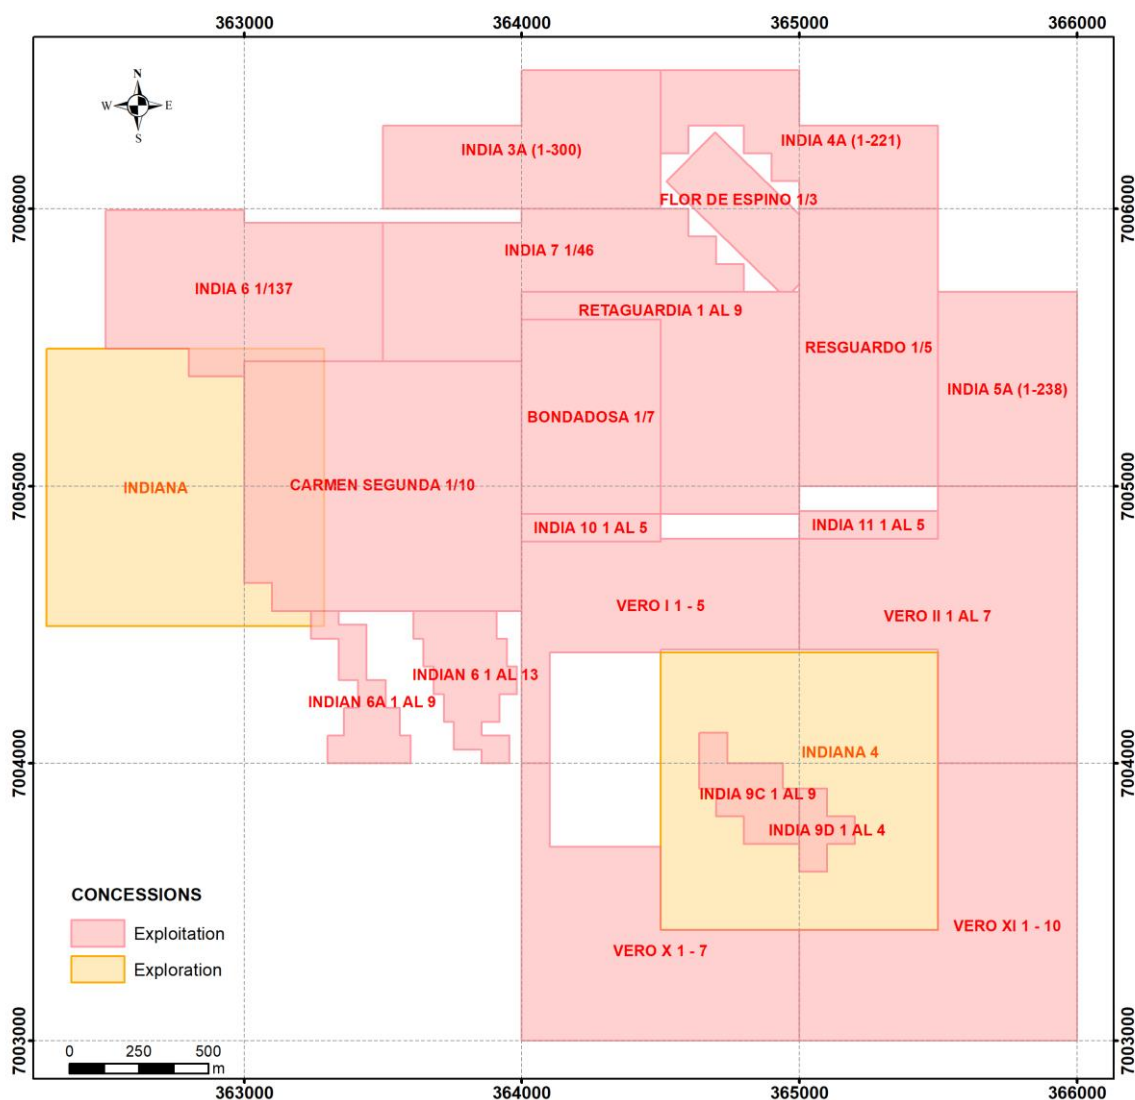 363000 364000 365000 366000
N
W E
S
INDIA 3A (1-300)
INDIA 4A (1-221)
7006000
FLOR DE ESPINO 1/3
7006000
INDIA 7 1/46
INDIA 6 1/137
RETAGUARDIA 1 AL 9
RESGUARDO 1/5
INDIA 5A (1-238)
BONDADOSA 1/7
7005000
INDIANA
CARMEN SEGUNDA 1/10
7005000
INDIA 10 1 AL 5
INDIA 11 1 AL 5
VERO I 1 - 5
VERO II 1 AL 7
INDIAN 6 1 AL 13
INDIAN 6A 1 AL 9
7004000
INDIANA 4
7004000
INDIA 9C 1 AL 9
INDIA 9D 1 AL 4
CONCESSIONS
Exploitation
Exploration
VERO X 1 - 7
VERO XI 1 - 10
7003000
7003000
0 250 500
m
363000 364000 365000 366000